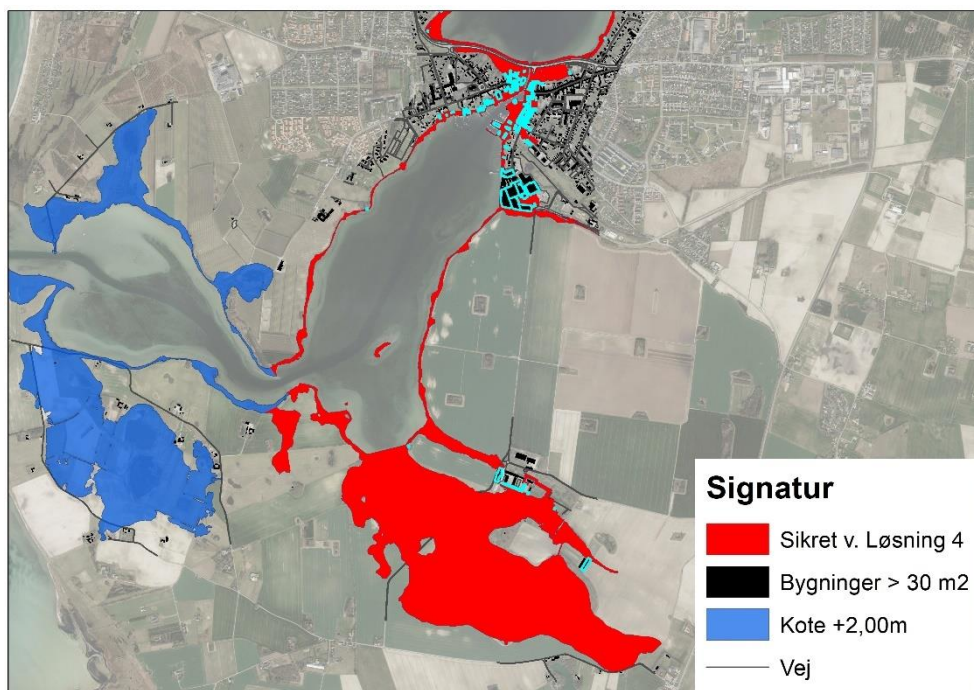 Signatur
Sikret v. Løsning 4
Bygninger > 30 m2
Kote +2,00m
Vej